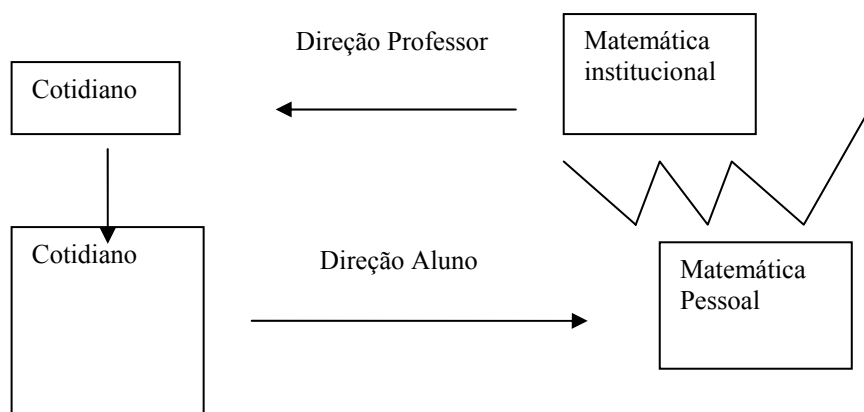 Direção Professor
Matemática
institucional
Cotidiano
Cotidiano
Direção Aluno
Matemática
Pessoal